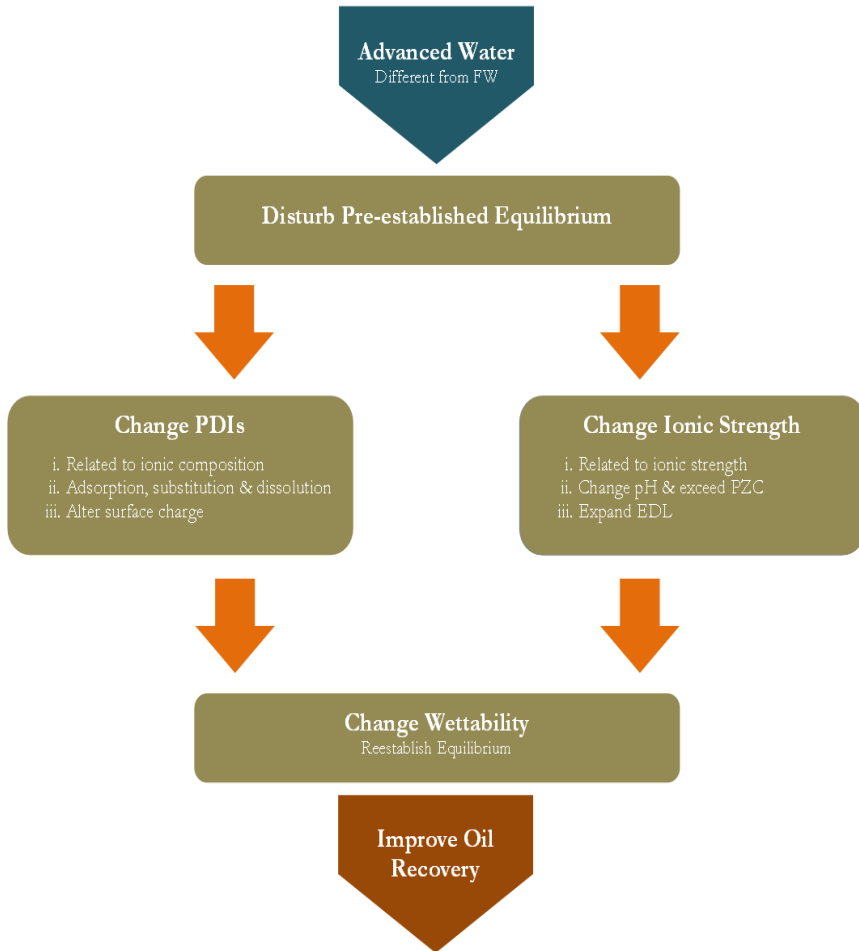 Advanced Water
Different from FW
Disturb Pre-established Equilibrium
Change PDIs
i. Related to ionic composition
ii. Adsorption, substitution & dissolution
iii. Alter surface charge
Change Ionic Strength
i. Related to ionic strength
ii. Change pH & exceed PZC
iii. Expand EDL
Change Wettability
Reestablish Equilibrium
Improve Oil
Recovery